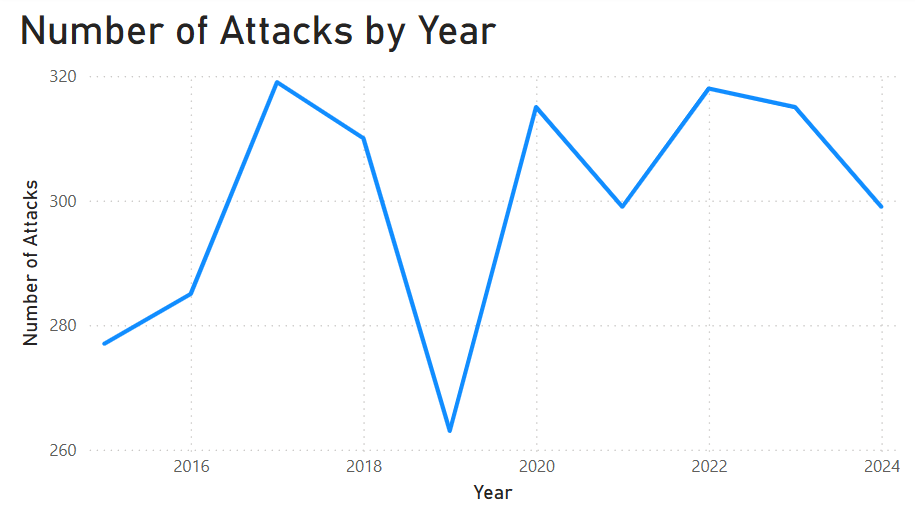 Number of Attacks by Year
320
300
280
260
Number of Attacks
2016 2018 2020 2022 2024
Year